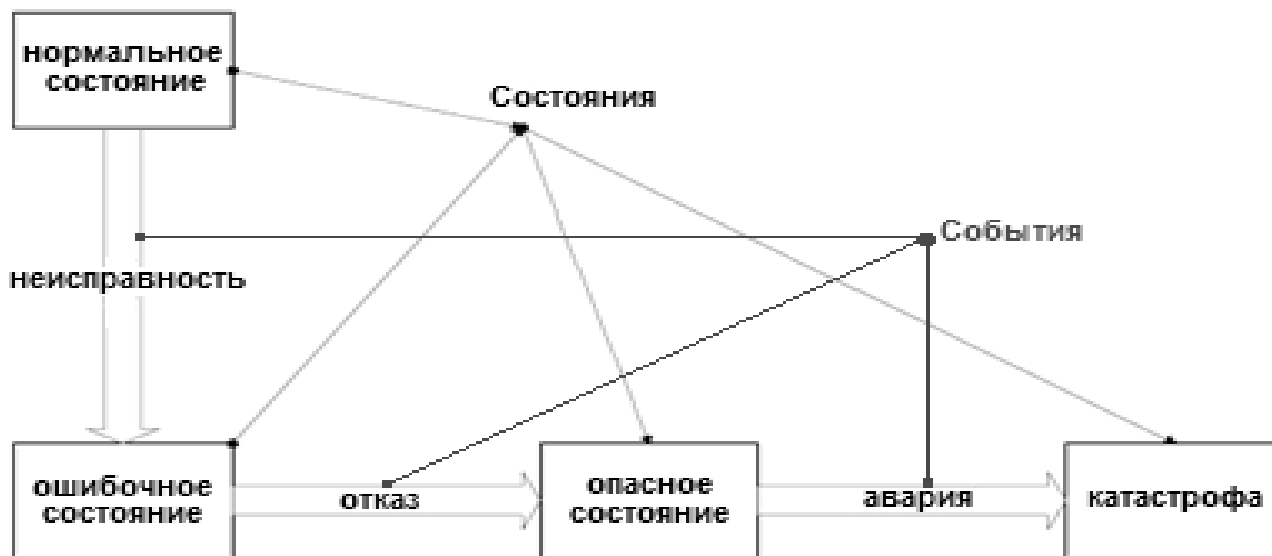 нормальное
состояние
Состояния
События
неисправность
ошибочное
состояние
отказ
опасное
состояние
авария
катастрофа